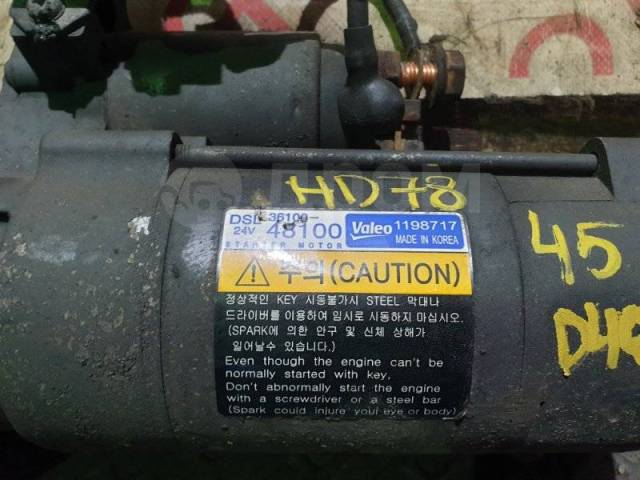 HD78
DSL 36100-
24V 48100 Valeo 1198717
STARTER MOTOR MADE IN KOREA
주의 (CAUTION)
정상적인 KEY 시동불가시 STEEL 막대나
드라이버를 이용하여 임시로 시동하지 마십시오.
(SPARK에 의한 안구 및 신체 상해가
일어날수 있습니다.)
Even though the engine can't be
normally started with key,
Don't abnormally start the engine
with a screwdriver or a steel bar
(Spark could injure your eye or body)
45